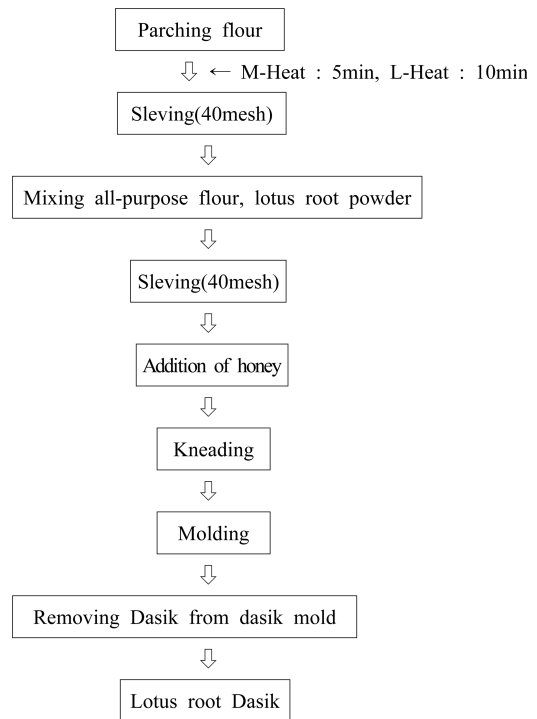 Parching flour
⇩ ← M-Heat : 5min, L-Heat : 10min
Sleving(40mesh)
⇩
Mixing all-purpose flour, lotus root powder
⇩
Sleving(40mesh)
⇩
Addition of honey
⇩
Kneading
⇩
Molding
⇩
Removing Dasik from dasik mold
⇩
Lotus root Dasik